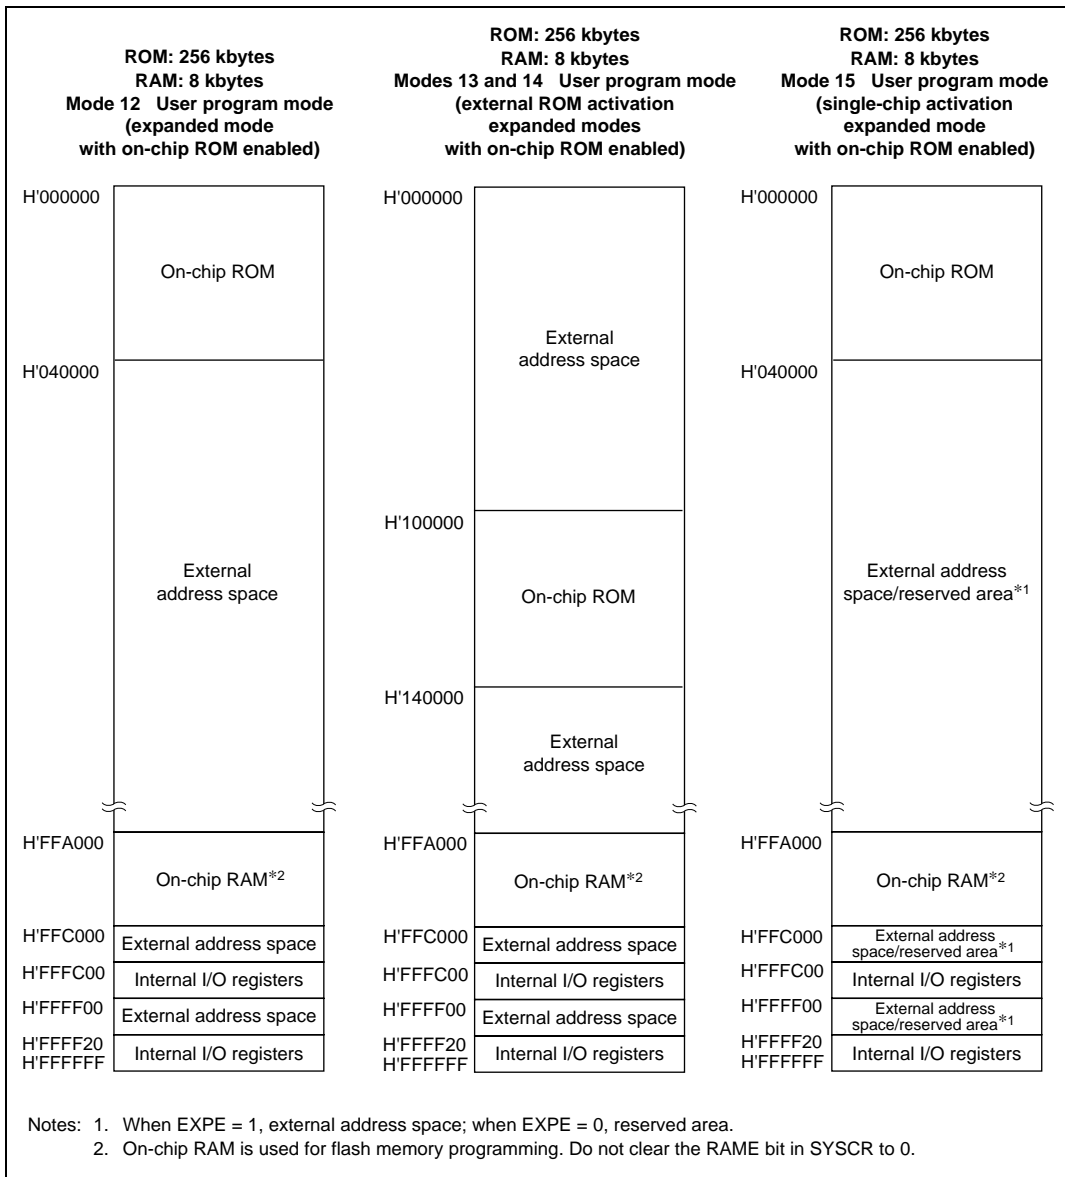 ROM: 256 kbytes
RAM: 8 kbytes
Mode 12 User program mode
(expanded mode
with on-chip ROM enabled)
H'000000
On-chip ROM
H'040000
External
address space
H'FFA000
On-chip RAM*2
H'FFC000
External address space
H'FFFC00
Internal I/O registers
H'FFFF00
External address space
H'FFFF20
Internal I/O registers
H'FFFFFF
ROM: 256 kbytes
RAM: 8 kbytes
Modes 13 and 14 User program mode
(external ROM activation
expanded modes
with on-chip ROM enabled)
H'000000
External
address space
H'100000
On-chip ROM
H'140000
External
address space
H'FFA000
On-chip RAM*2
H'FFC000
External address space
H'FFFC00
Internal I/O registers
H'FFFF00
External address space
H'FFFF20
Internal I/O registers
H'FFFFFF
ROM: 256 kbytes
RAM: 8 kbytes
Mode 15 User program mode
(single-chip activation
expanded mode
with on-chip ROM enabled)
H'000000
On-chip ROM
H'040000
External address
space/reserved area*1
H'FFA000
On-chip RAM*2
H'FFC000
External address
space/reserved area*1
H'FFFC00
Internal I/O registers
H'FFFF00
External address
space/reserved area*1
H'FFFF20
Internal I/O registers
H'FFFFFF
Notes: 1. When EXPE = 1, external address space; when EXPE = 0, reserved area.
2. On-chip RAM is used for flash memory programming. Do not clear the RAME bit in SYSCR to 0.